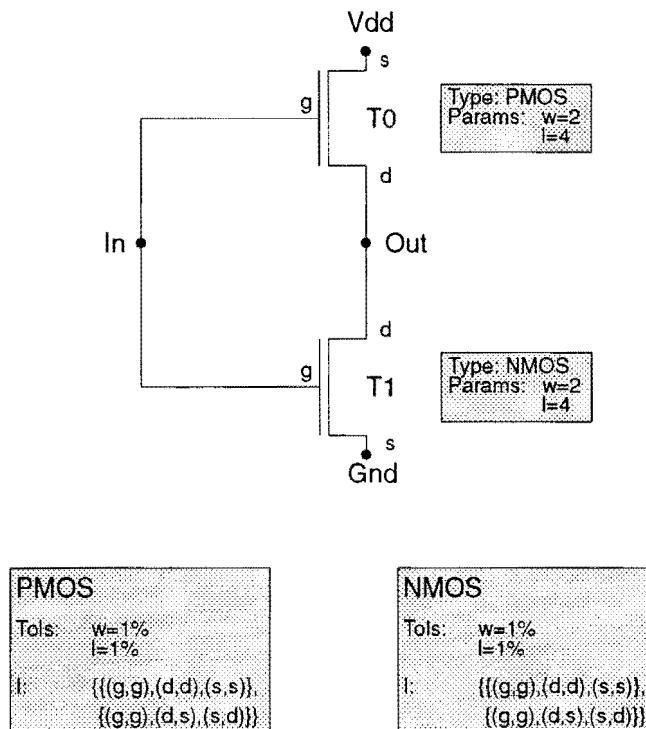 Vdd
s
g
T0
Type: PMOS
Params: w=2
l=4
d
In
Out
d
g
T1
Type: NMOS
Params: w=2
l=4
s
Gnd
PMOS
Tols: w=1%
l=1%
I: {{(g,g),(d,d),(s,s)},
{(g,g),(d,s),(s,d)}}
NMOS
Tols: w=1%
l=1%
I: {{(g,g),(d,d),(s,s)},
{(g,g),(d,s),(s,d)}}